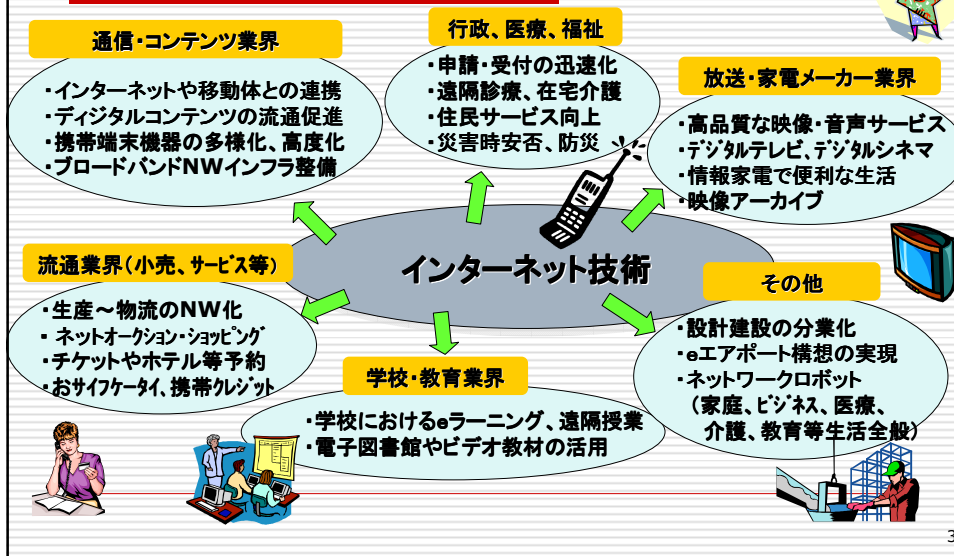 通信・コンテンツ業界
・インターネットや移動体との連携
・ディジタルコンテンツの流通促進
・携帯端末機器の多様化、高度化
・ブロードバンドNWインフラ整備
行政、医療、福祉
・申請・受付の迅速化
・遠隔診療、在宅介護
・住民サービス向上
・災害時安否、防災
放送・家電メーカー業界
・高品質な映像・音声サービス
・ﾃﾞｼﾞﾀﾙテレビ、ﾃﾞｼﾞﾀﾙシネマ
・情報家電で便利な生活
・映像アーカイブ
インターネット技術
流通業界（小売、ｻｰﾋﾞｽ等）
・生産～物流のNW化
・ネットオークション・ｼｮｯﾋﾟﾝｸﾞ
・チケットやホテル等予約
・おサイフケータイ、携帯ｸﾚｼﾞｯﾄ
学校・教育業界
・学校におけるeラーニング、遠隔授業
・電子図書館やビデオ教材の活用
その他
・設計建設の分業化
・eエアポート構想の実現
・ネットワークロボット
（家庭、ﾋﾞｼﾞﾈｽ、医療、
介護、教育等生活全般）
3